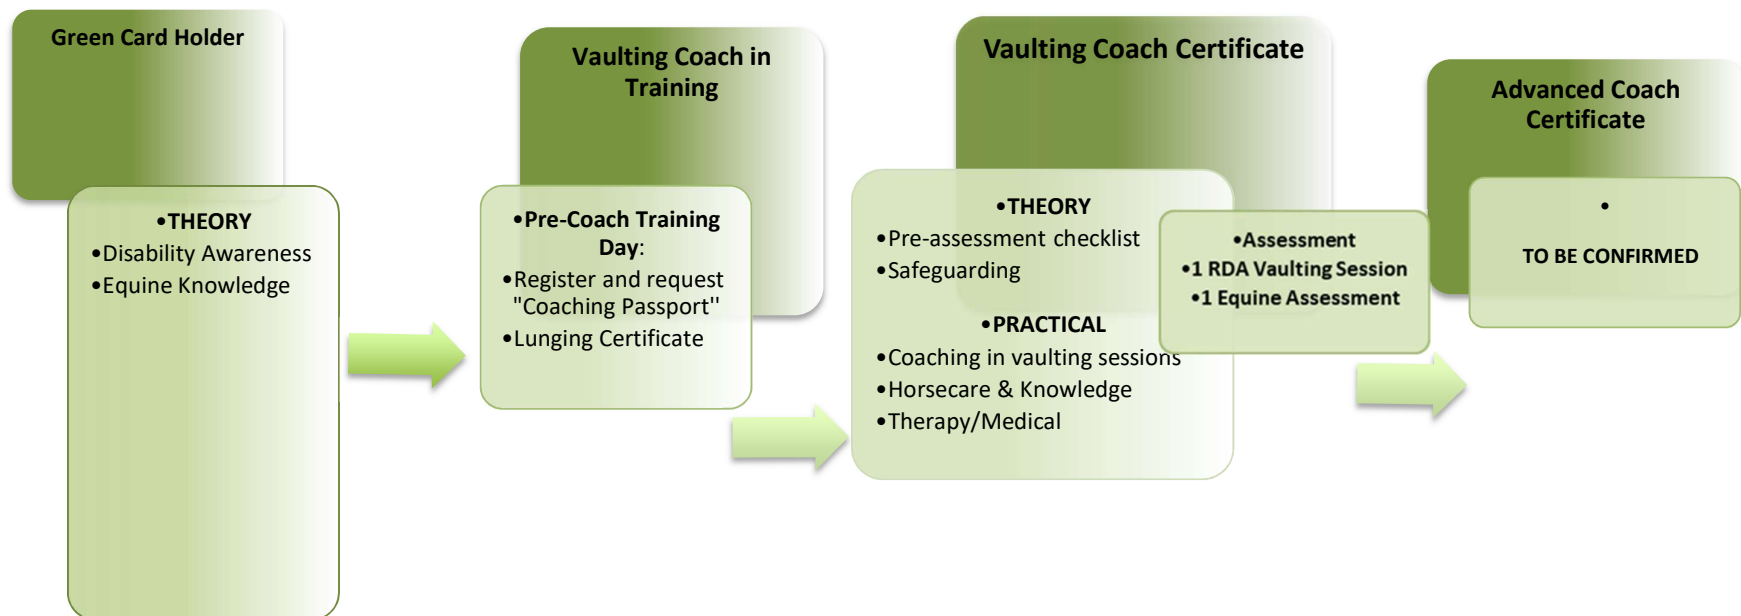 Green Card Holder
•THEORY
•Disability Awareness
•Equine Knowledge
Vaulting Coach in
Training
•Pre-Coach Training
Day:
•Register and request
"Coaching Passport"
•Lunging Certificate
Vaulting Coach Certificate
•THEORY
•Pre-assessment checklist
•Safeguarding
•PRACTICAL
•Coaching in vaulting sessions
•Horsecare & Knowledge
•Therapy/Medical
•Assessment
•1 RDA Vaulting Session
•1 Equine Assessment
Advanced Coach
Certificate
•
TO BE CONFIRMED